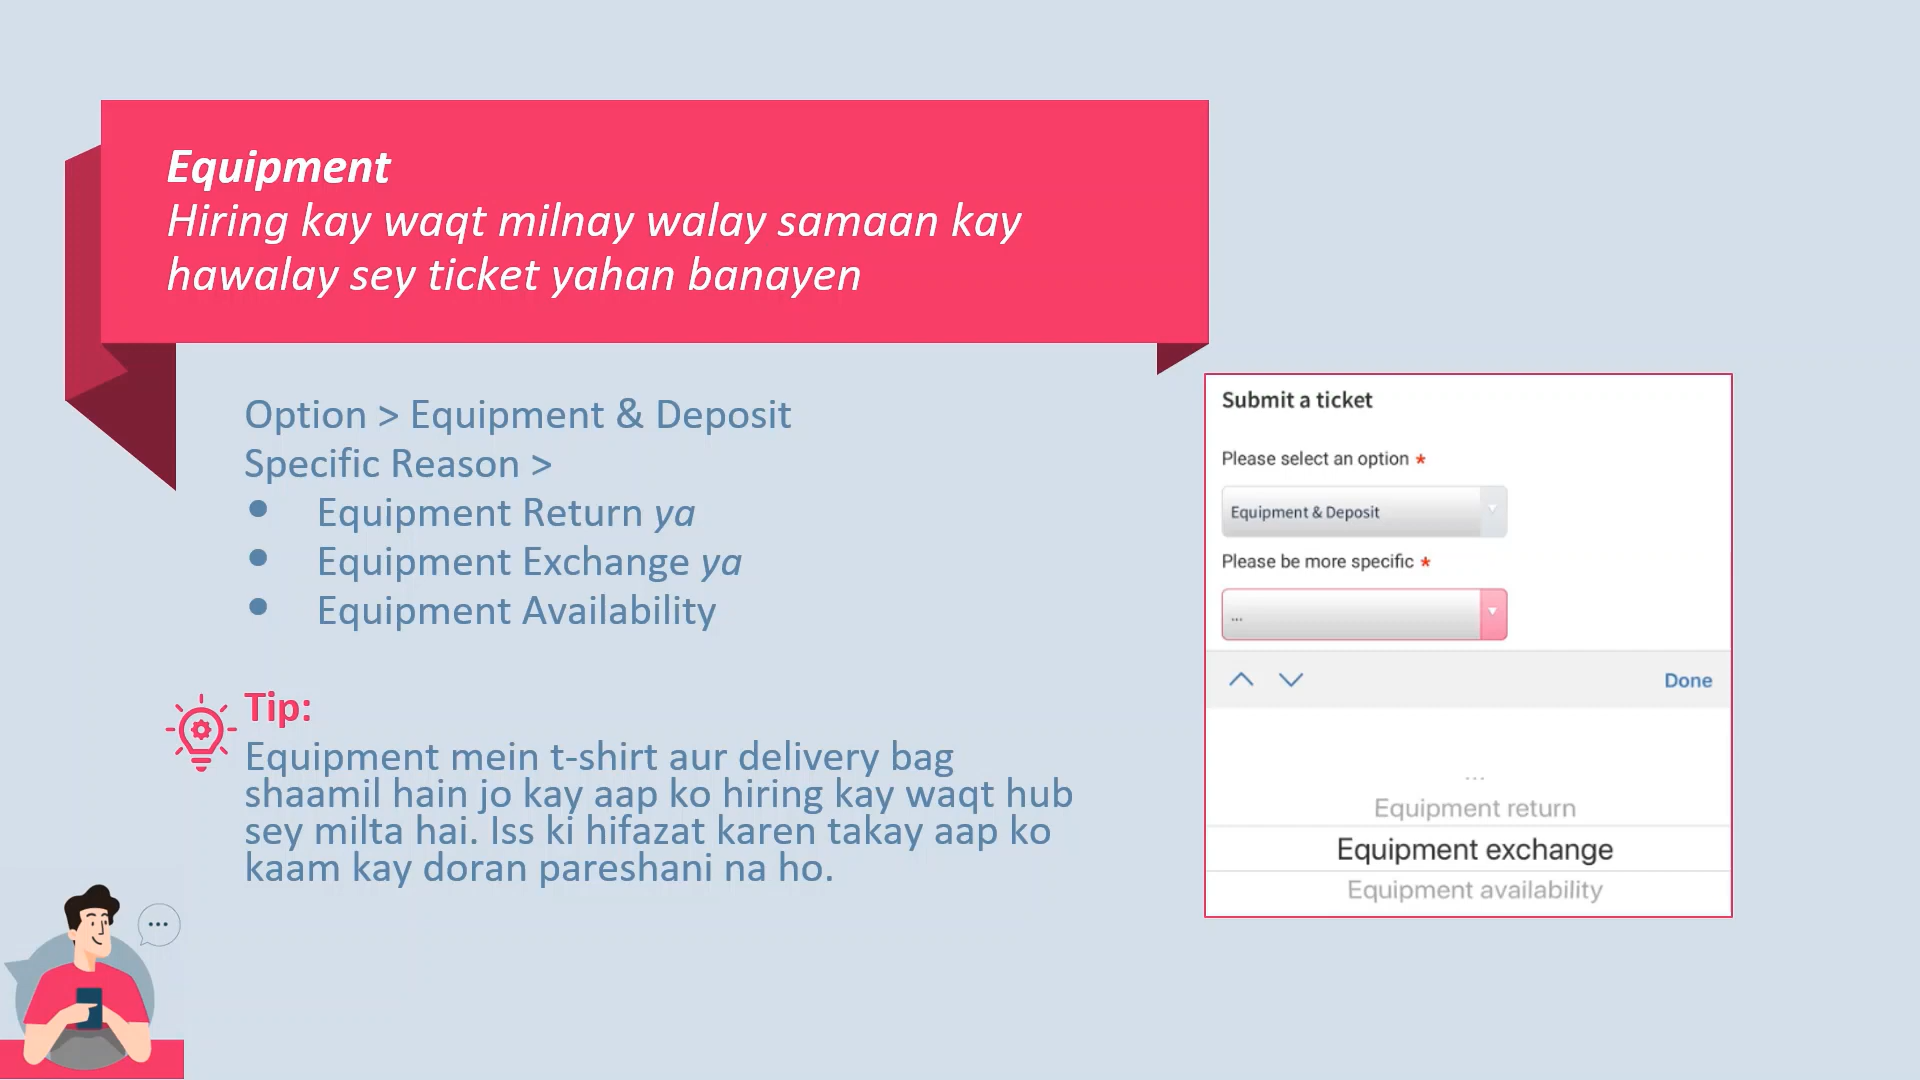 Equipment
Hiring kay waqt milnay walay samaan kay
hawalay sey ticket yahan banayen
Option > Equipment & Deposit
Specific Reason >
• Equipment Return ya
• Equipment Exchange ya
• Equipment Availability
Tip:
Equipment mein t-shirt aur delivery bag
shaamil hain jo kay aap ko hiring kay waqt hub
sey milta hai. Iss ki hifazat karen takay aap ko
kaam kay doran pareshani na ho.
Submit a ticket
Please select an option *
Equipment & Deposit
Please be more specific *
...
Done
...
Equipment return
Equipment exchange
Equipment availability